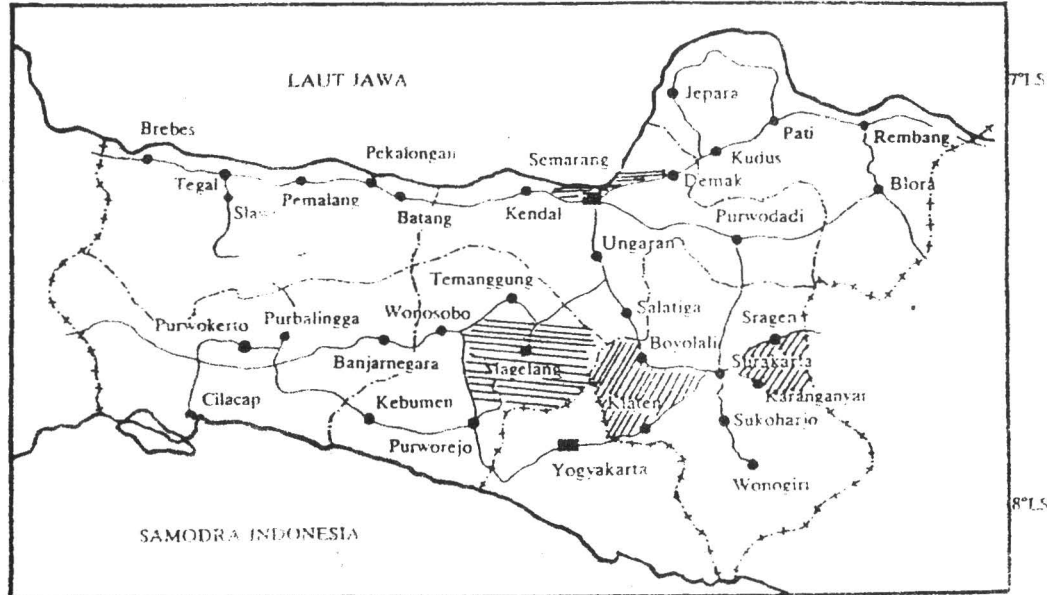 LAUT JAWA
7°LS
Jepara
Brebes
Pati
Rembang
Pekalongan
Semarang
Kudus
Tegal
Demak
Blora
Pemalang
Slawi
Batang
Kendal
Purwodadi
Ungaran
Temanggung
Salatiga
Purwokerto
Purbalingga
Wonosobo
Sragen
Boyolali
Banjarnegara
Magelang
Surakarta
Karanganyar
Cilacap
Kebumen
Klaten
Sukoharjo
Purworejo
Yogyakarta
Wonogiri
8°LS
SAMODRA INDONESIA